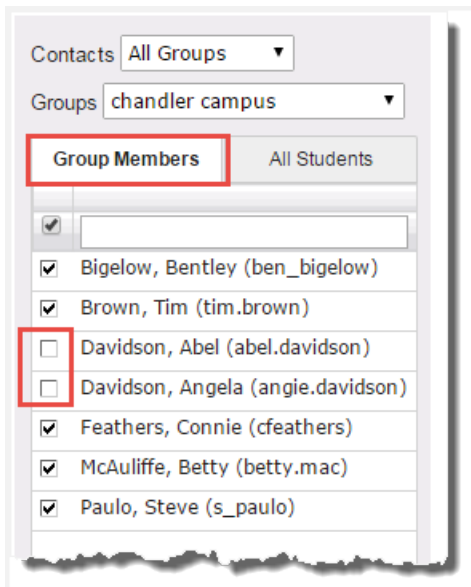 Contacts All Groups
Groups chandler campus
Group Members All Students
Bigelow, Bentley (ben_bigelow)
Brown, Tim (tim.brown)
Davidson, Abel (abel.davidson)
Davidson, Angela (angie.davidson)
Feathers, Connie (cfeathers)
McAuliffe, Betty (betty.mac)
Paulo, Steve (s_paulo)